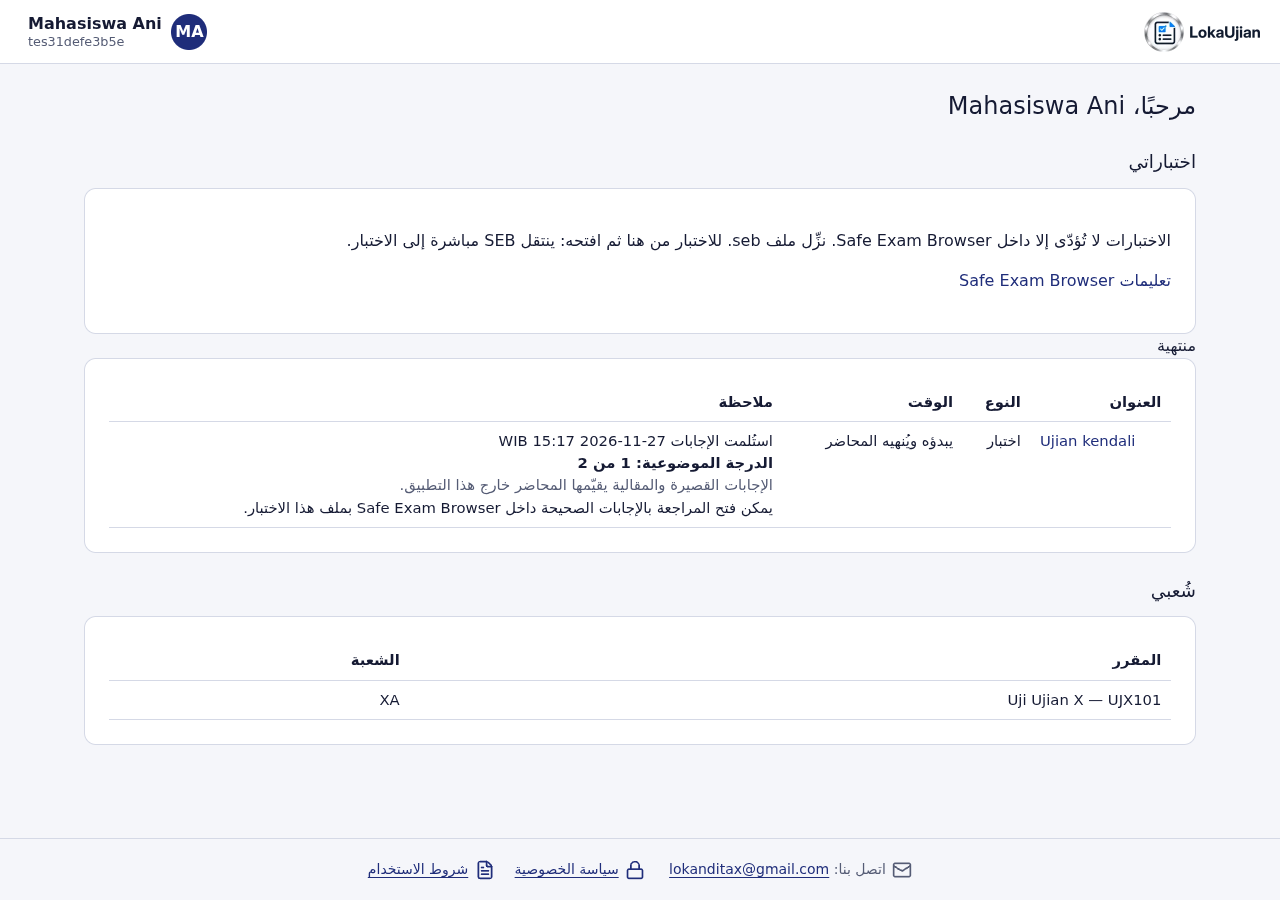 LokaUjian
Mahasiswa Ani
tes31defe3b5e
MA
مرحبًا، Mahasiswa Ani
اختباراتي
الاختبارات لا تُؤدّى إلا داخل Safe Exam Browser. نزِّل ملف seb. للاختبار من هنا ثم افتحه: ينتقل SEB مباشرة إلى الاختبار.
تعليمات Safe Exam Browser
منتهية
العنوان النوع الوقت ملاحظة
Ujian kendali اختبار يبدؤه ويُنهيه المحاضر استُلمت الإجابات 27-11-2026 15:17 WIB
الدرجة الموضوعية: 1 من 2
الإجابات القصيرة والمقالية يقيّمها المحاضر خارج هذا التطبيق.
يمكن فتح المراجعة بالإجابات الصحيحة داخل Safe Exam Browser بملف هذا الاختبار.
شُعبي
المقرر الشعبة
Uji Ujian X — UJX101 XA
اتصل بنا: lokanditax@gmail.com سياسة الخصوصية شروط الاستخدام